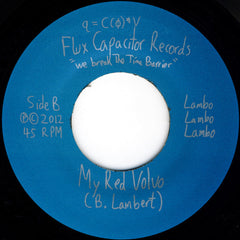 q = C(ϕ)*V
Flux Capacitor Records
"we break The Time Barrier"
Side B
℗© 2012
45 RPM
Lambo
Lambo
Lambo
My Red Volvo
(B. Lambert)